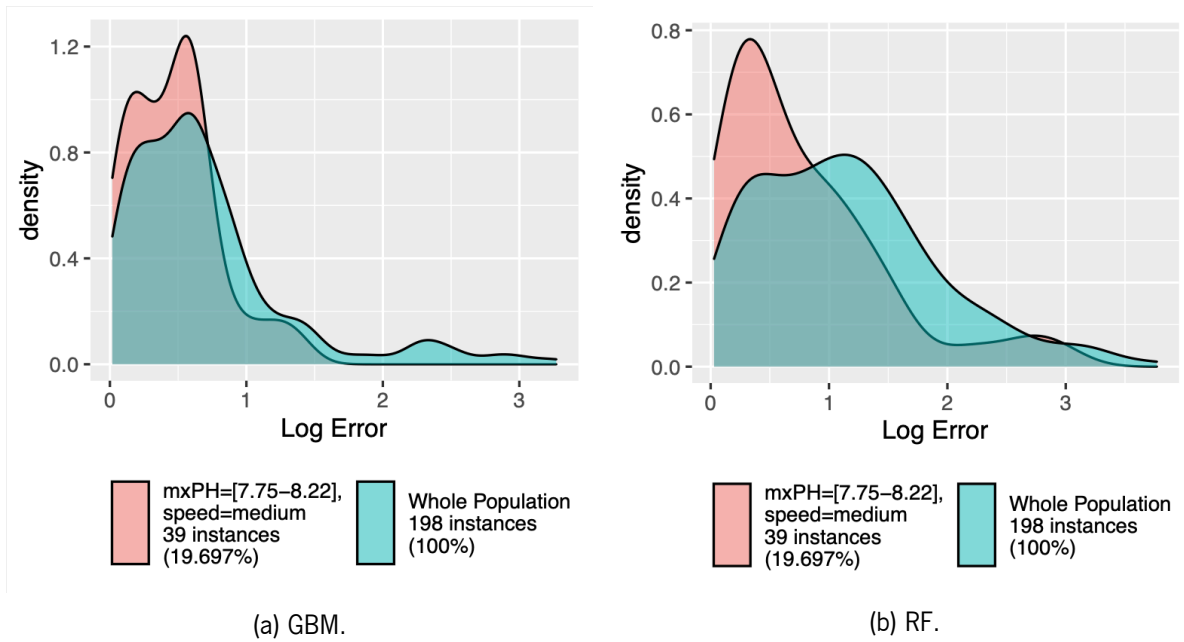 1.2
0.8
0.4
0.0
density
0
1
2
3
Log Error
mxPH=[7.75−8.22],
speed=medium
39 instances
(19.697%)
Whole Population
198 instances
(100%)
(a) GBM.
0.8
0.6
0.4
0.2
0.0
density
0
1
2
3
Log Error
mxPH=[7.75−8.22],
speed=medium
39 instances
(19.697%)
Whole Population
198 instances
(100%)
(b) RF.